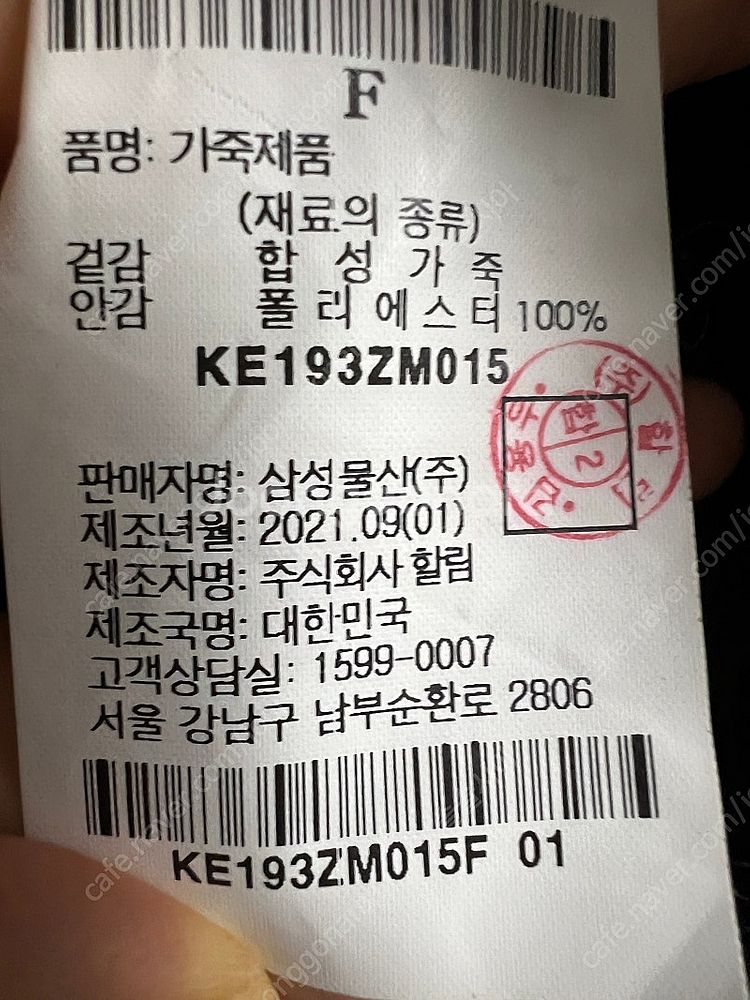 F
품명: 가죽제품
(재료의 종류)
겉감 합성가죽
안감 폴리에스터 100%
KE193ZM015
판매자명: 삼성물산(주)
제조년월: 2021.09(01)
제조자명: 주식회사 할림
제조국명: 대한민국
고객상담실: 1599-0007
서울 강남구 남부순환로 2806
KE193ZM015F 01